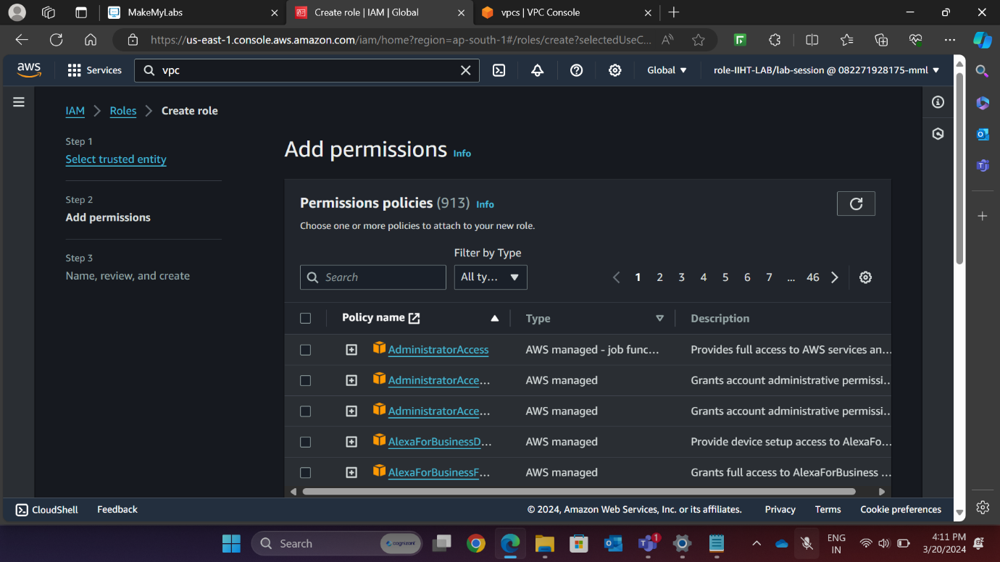 MakeMyLabs
Create role | IAM | Global
vpcs | VPC Console
https://us-east-1.console.aws.amazon.com/iam/home?region=ap-south-1#/roles/create?selectedUseC...
aws
Services
vpc
Global
role-IIHT-LAB/lab-session @ 082271928175-mml
IAM
Roles
Create role
Step 1
Select trusted entity
Step 2
Add permissions
Step 3
Name, review, and create
Add permissions Info
Permissions policies (913) Info
Choose one or more policies to attach to your new role.
Filter by Type
Search
All ty...
1 2 3 4 5 6 7 ... 46
Policy name
Type
Description
AdministratorAccess
AWS managed - job func...
Provides full access to AWS services an...
AdministratorAcce...
AWS managed
Grants account administrative permissi...
AdministratorAcce...
AWS managed
Grants account administrative permissi...
AlexaForBusinessD...
AWS managed
Provide device setup access to AlexaFo...
AlexaForBusinessF...
AWS managed
Grants full access to AlexaForBusiness ...
CloudShell
Feedback
© 2024, Amazon Web Services, Inc. or its affiliates.
Privacy
Terms
Cookie preferences
Search
cognizant
1
ENG
IN
4:11 PM
3/20/2024